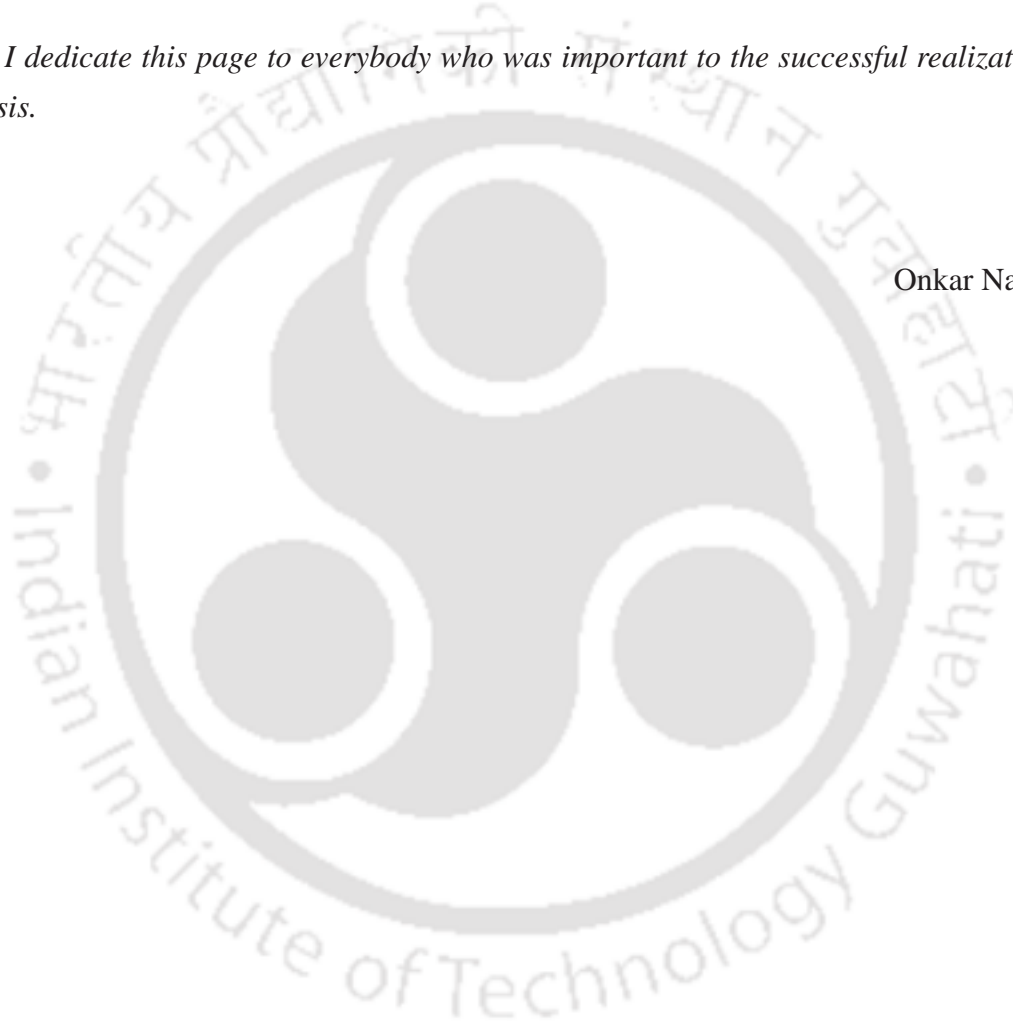 I dedicate this page to everybody who was important to the successful realizat
sis.
Onkar Na
भारतीय प्रौद्योगिकी संस्थान गुवाहाटी
Indian Institute of Technology Guwahati